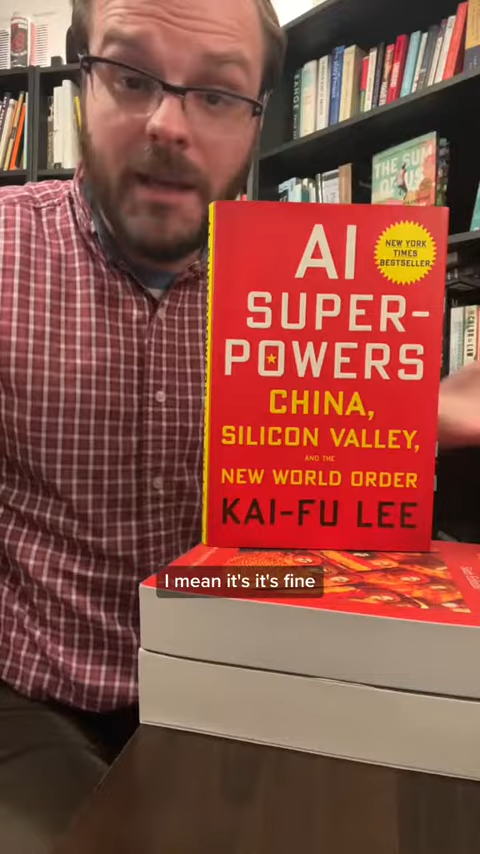 AI
NEW YORK
TIMES
BESTSELLER
SUPER-
POWERS
CHINA,
SILICON VALLEY,
AND THE
NEW WORLD ORDER
KAI-FU LEE
THE SUM
OF US
RANGE
I mean it's it's fine